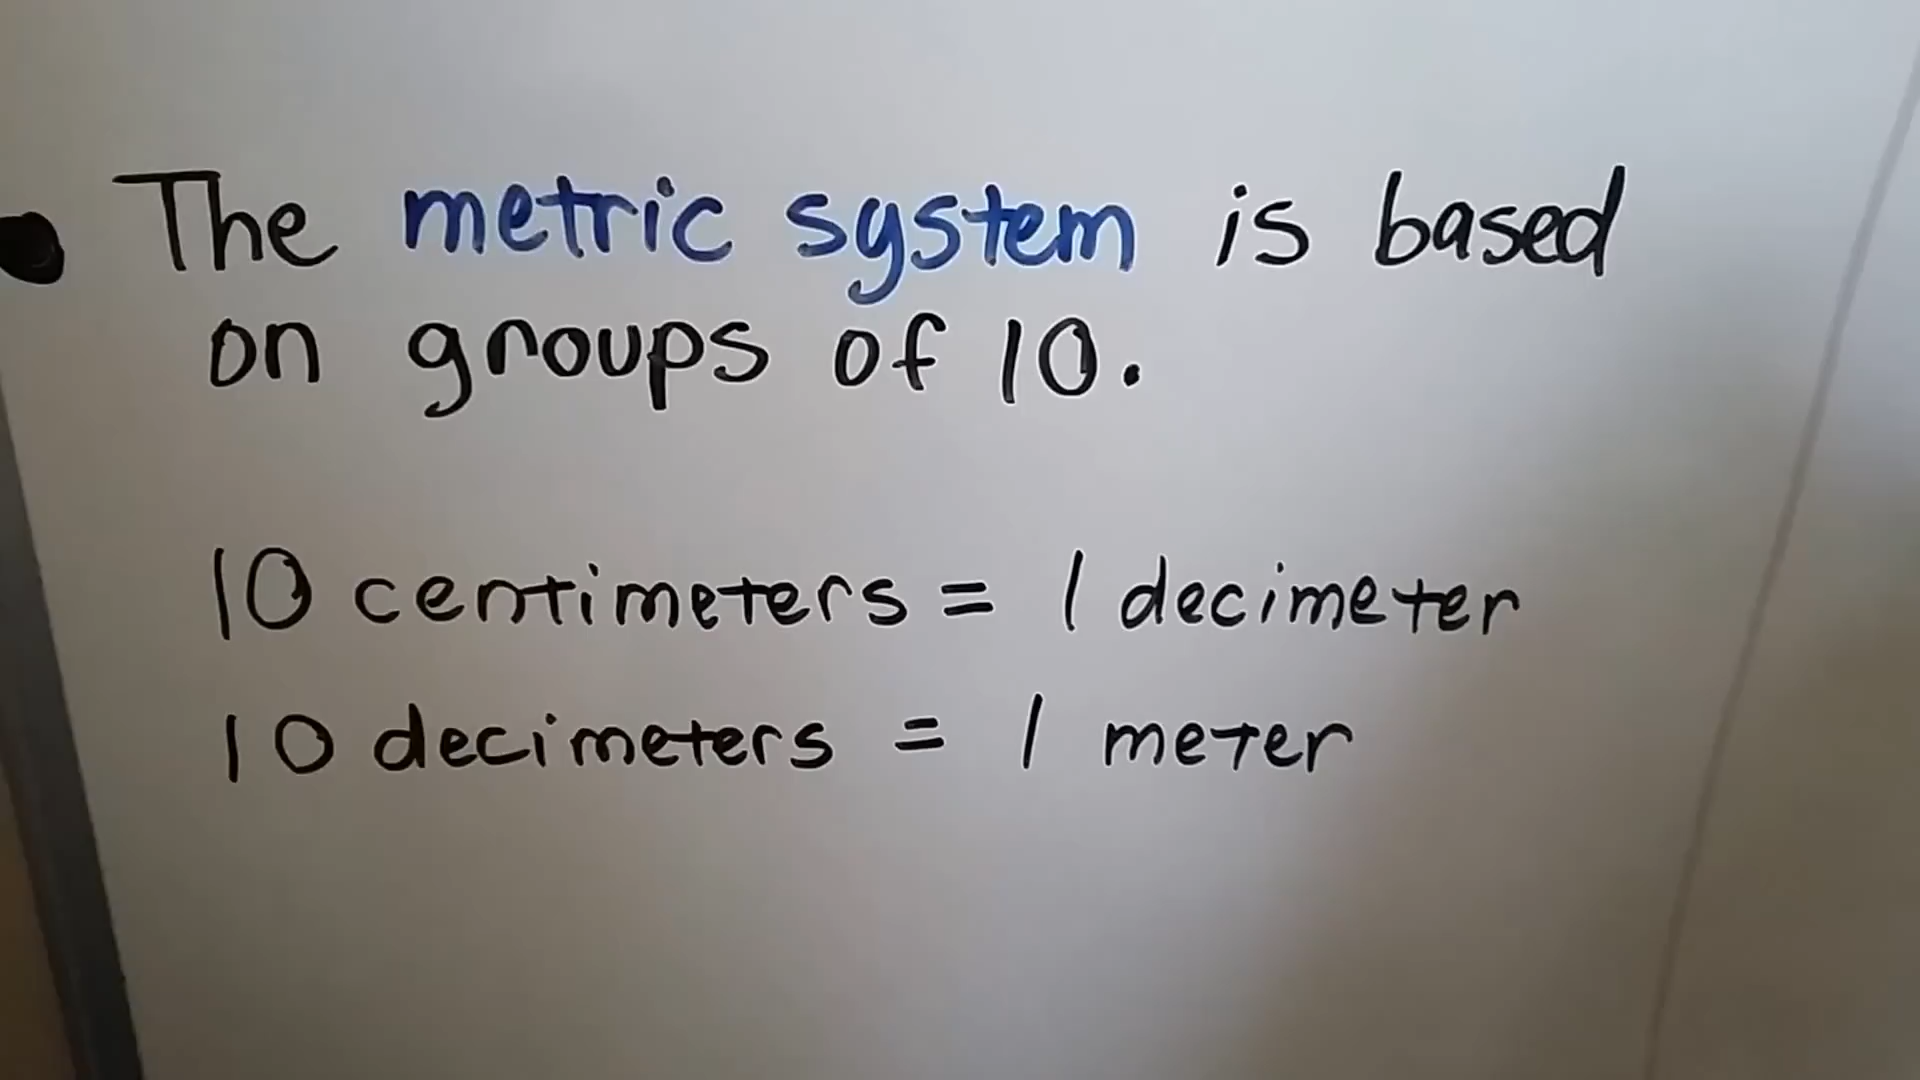 • The metric system is based
on groups of 10.
10 centimeters = 1 decimeter
10 decimeters = 1 meter